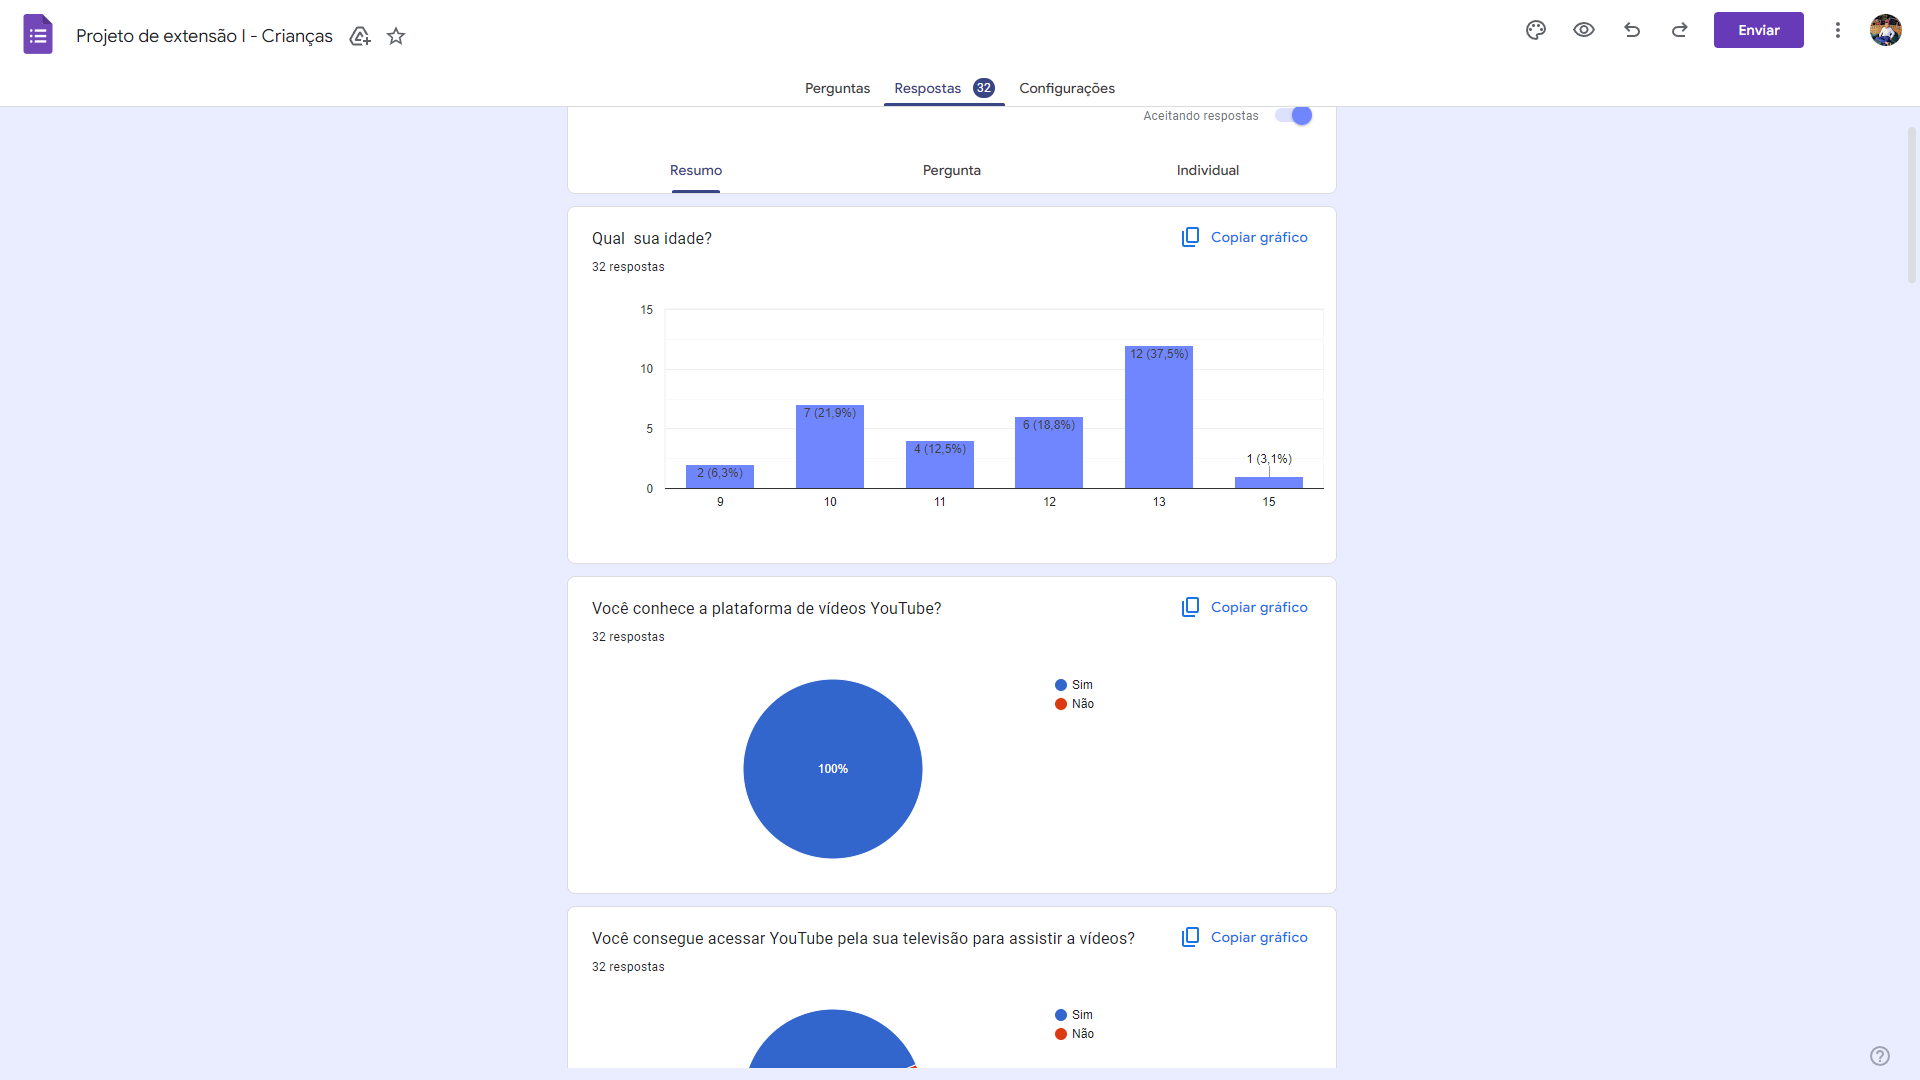 Projeto de extensão I - Crianças
Enviar
Perguntas
Respostas 32
Configurações
Aceitando respostas
Resumo
Pergunta
Individual
Qual  sua idade?
Copiar gráfico
32 respostas
15
10
5
0
2 (6,3%)
7 (21,9%)
4 (12,5%)
6 (18,8%)
12 (37,5%)
1 (3,1%)
9
10
11
12
13
15
Você conhece a plataforma de vídeos YouTube?
Copiar gráfico
32 respostas
Sim
Não
100%
Você consegue acessar YouTube pela sua televisão para assistir a vídeos?
Copiar gráfico
32 respostas
Sim
Não